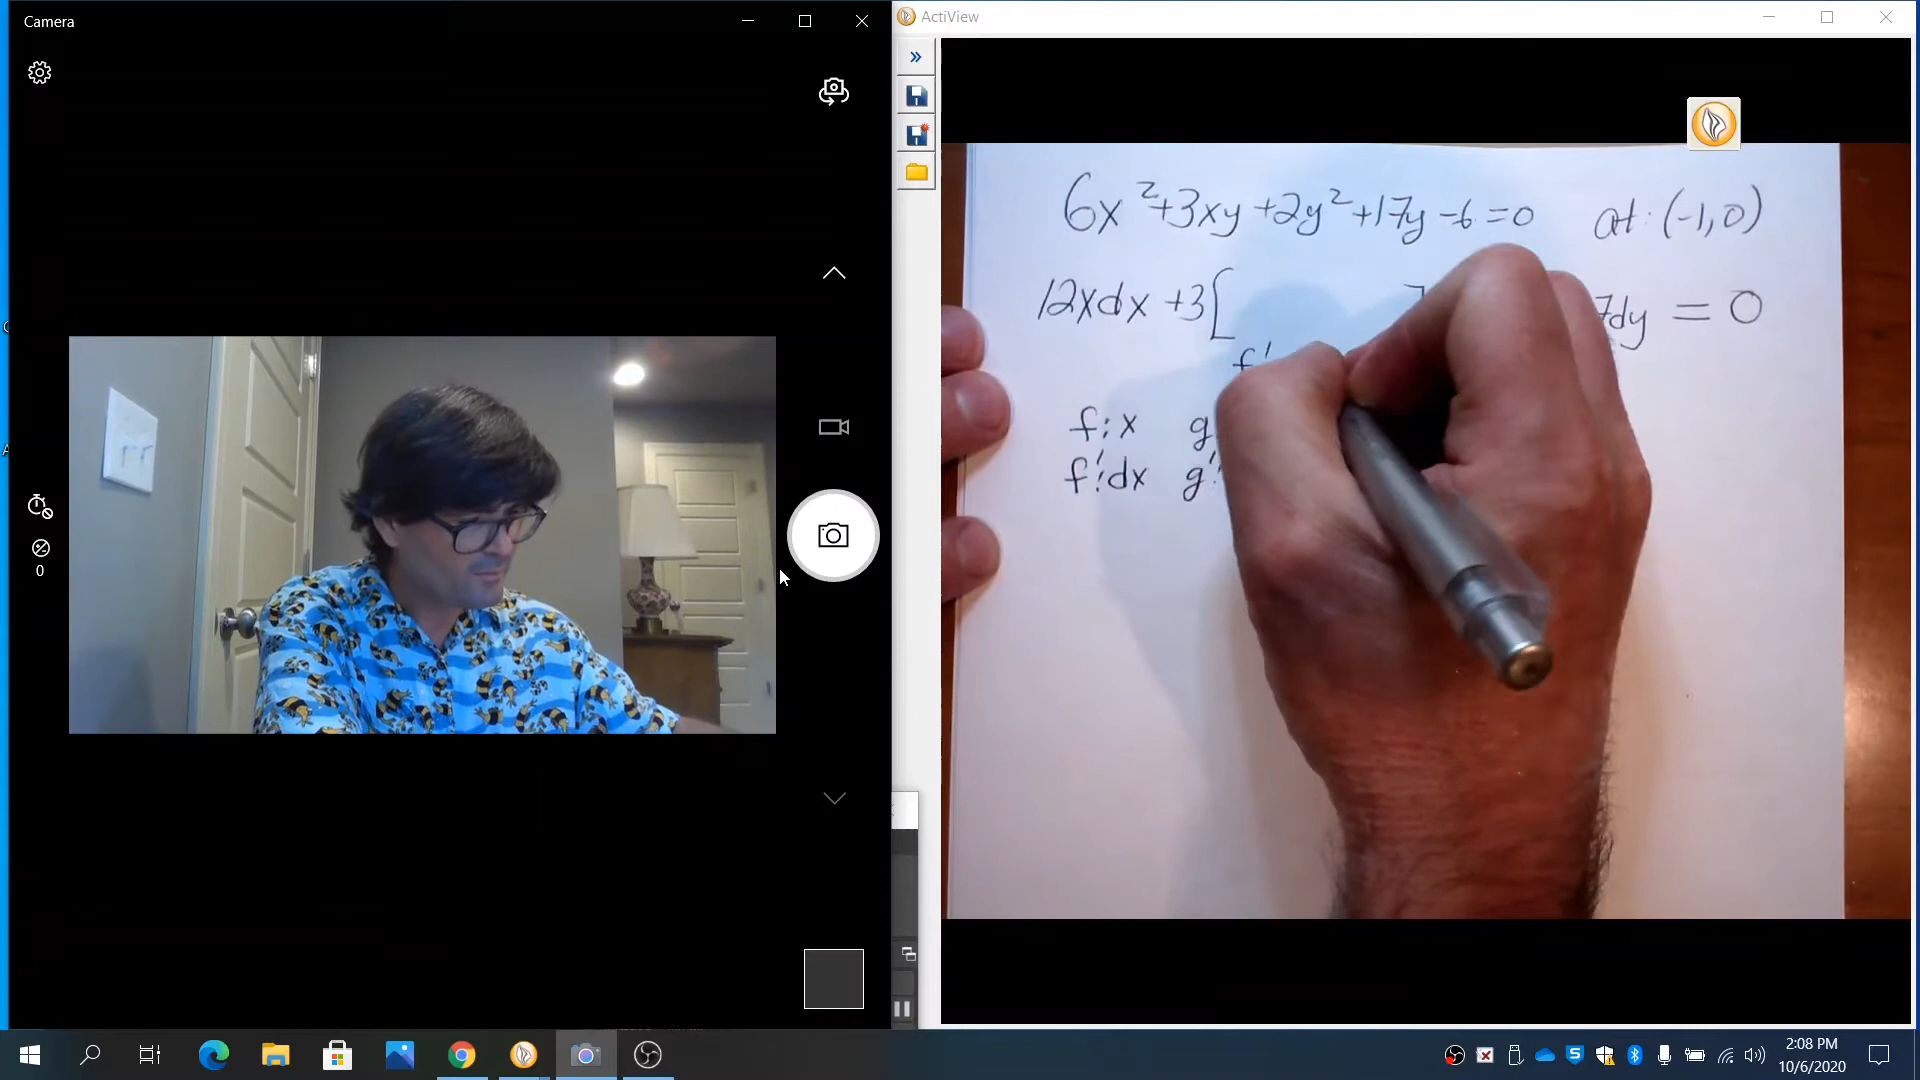 Camera
ActiView
6x²+3xy+2y²+17y-6=0 at: (-1,0)
12xdx +3[ 7dy = 0
f'
f:x g
f':dx g':
0
2:08 PM
10/6/2020